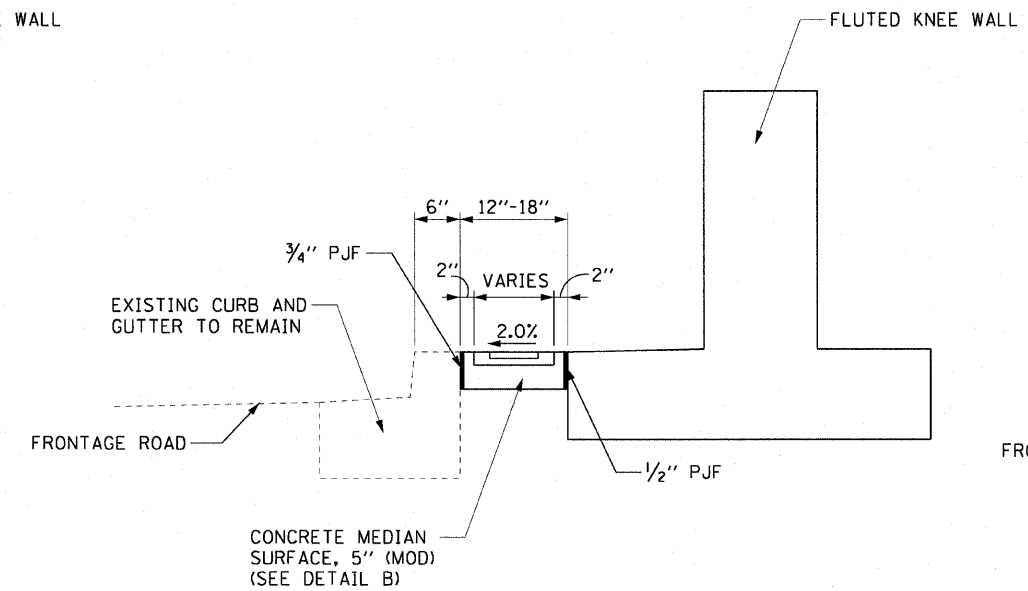 WALL
FLUTED KNEE WALL
6" 12"-18"
3/4" PJF
2" VARIES 2"
EXISTING CURB AND
GUTTER TO REMAIN
2.0%
FRONTAGE ROAD
1/2" PJF
CONCRETE MEDIAN
SURFACE, 5" (MOD)
(SEE DETAIL B)